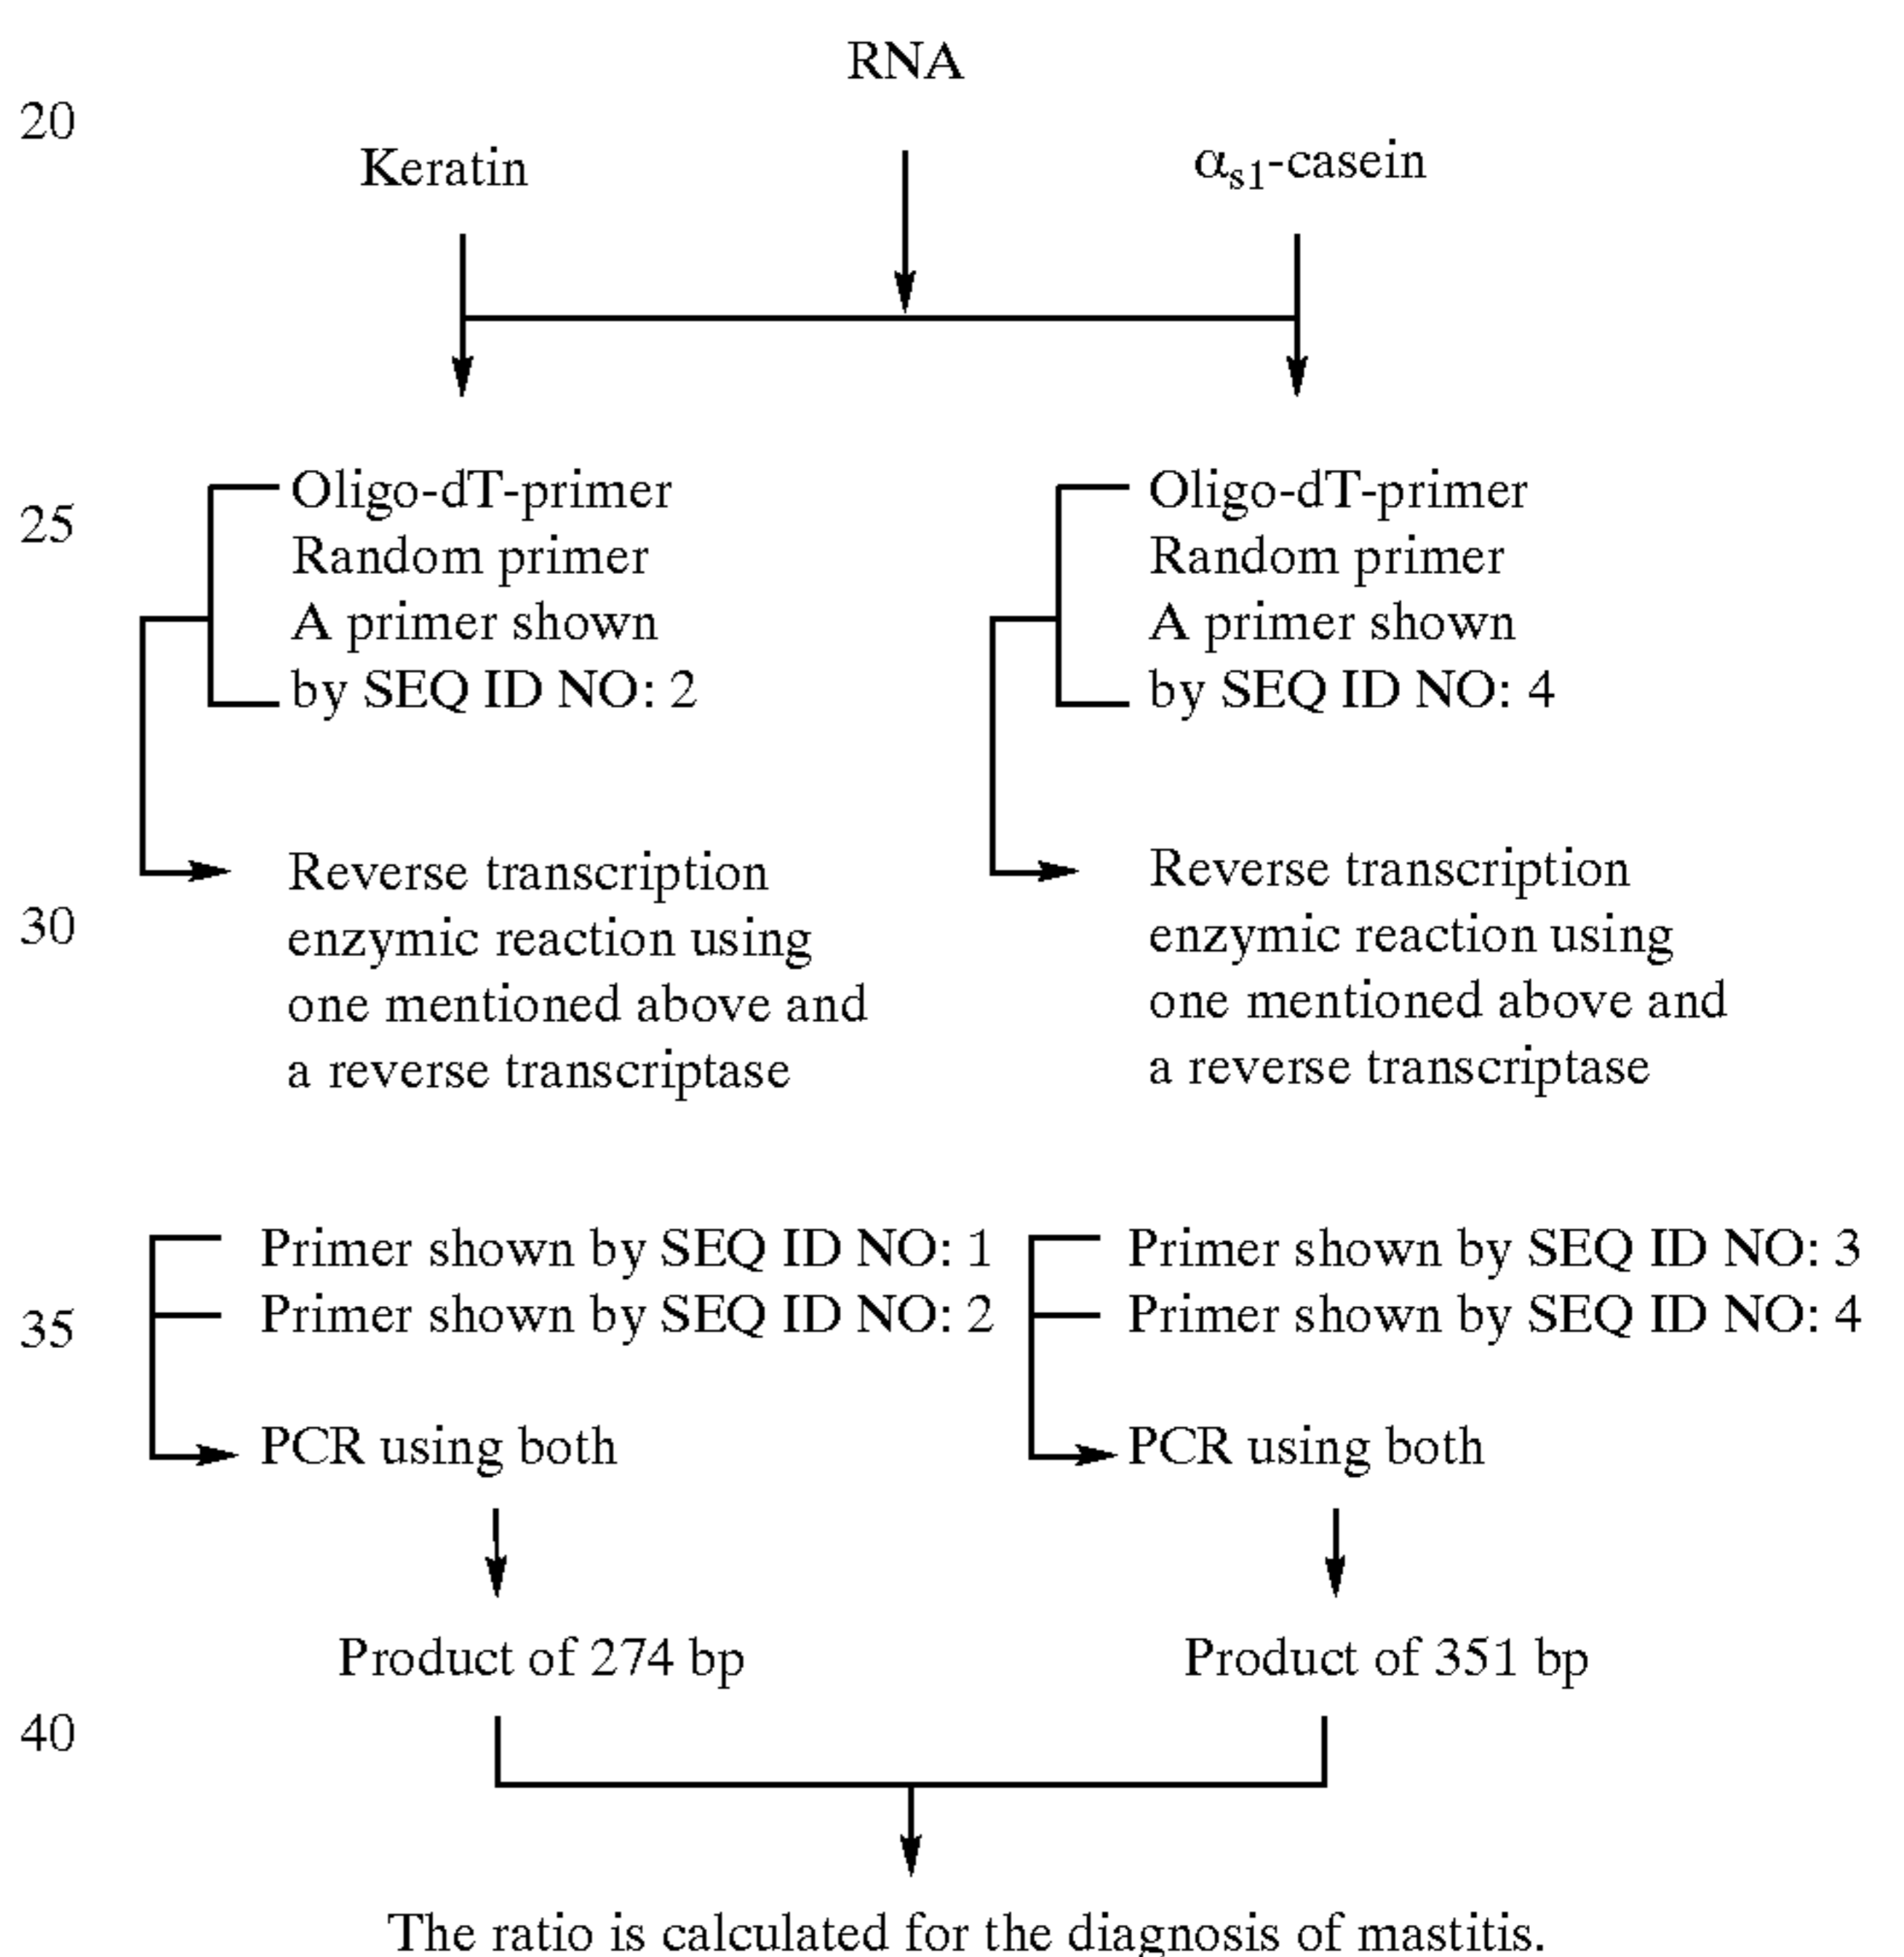 RNA
20
Keratin
αs1-casein
Oligo-dT-primer
Random primer
A primer shown
by SEQ ID NO: 2
Oligo-dT-primer
Random primer
A primer shown
by SEQ ID NO: 4
25
Reverse transcription
enzymic reaction using
one mentioned above and
a reverse transcriptase
Reverse transcription
enzymic reaction using
one mentioned above and
a reverse transcriptase
30
Primer shown by SEQ ID NO: 1
Primer shown by SEQ ID NO: 2
PCR using both
Primer shown by SEQ ID NO: 3
Primer shown by SEQ ID NO: 4
PCR using both
35
Product of 274 bp
Product of 351 bp
40
The ratio is calculated for the diagnosis of mastitis.